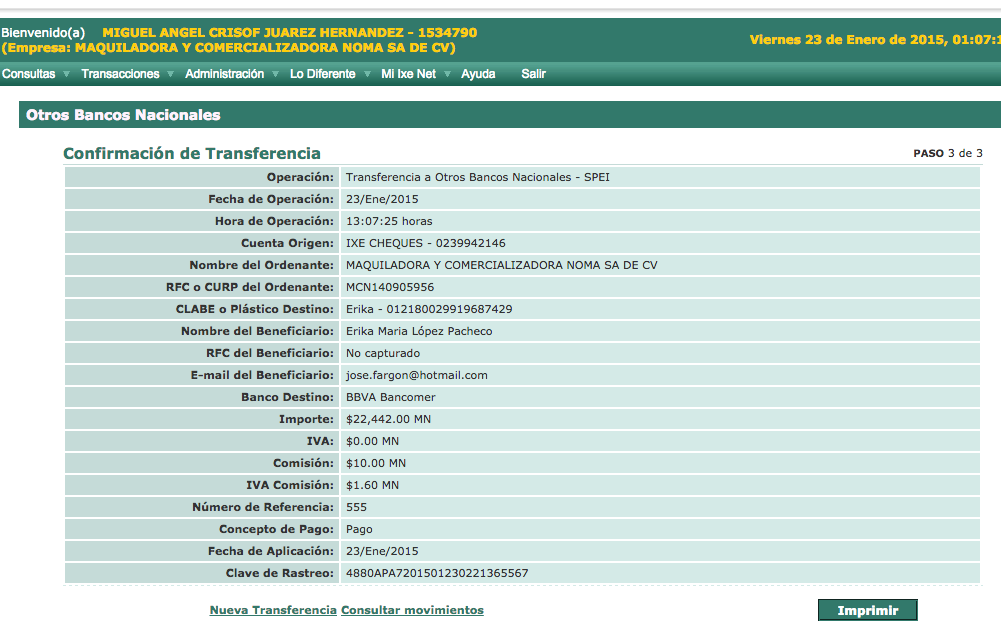 Bienvenido(a) MIGUEL ANGEL CRISOF JUAREZ HERNANDEZ - 1534790
(Empresa: MAQUILADORA Y COMERCIALIZADORA NOMA SA DE CV)
Viernes 23 de Enero de 2015, 01:07:1
Consultas Transacciones Administración Lo Diferente Mi Ixe Net Ayuda Salir
Otros Bancos Nacionales
Confirmación de Transferencia PASO 3 de 3
Operación: Transferencia a Otros Bancos Nacionales - SPEI
Fecha de Operación: 23/Ene/2015
Hora de Operación: 13:07:25 horas
Cuenta Origen: IXE CHEQUES - 0239942146
Nombre del Ordenante: MAQUILADORA Y COMERCIALIZADORA NOMA SA DE CV
RFC o CURP del Ordenante: MCN140905956
CLABE o Plástico Destino: Erika - 012180029919687429
Nombre del Beneficiario: Erika Maria López Pacheco
RFC del Beneficiario: No capturado
E-mail del Beneficiario: jose.fargon@hotmail.com
Banco Destino: BBVA Bancomer
Importe: $22,442.00 MN
IVA: $0.00 MN
Comisión: $10.00 MN
IVA Comisión: $1.60 MN
Número de Referencia: 555
Concepto de Pago: Pago
Fecha de Aplicación: 23/Ene/2015
Clave de Rastreo: 4880APA7201501230221365567
Nueva Transferencia Consultar movimientos Imprimir